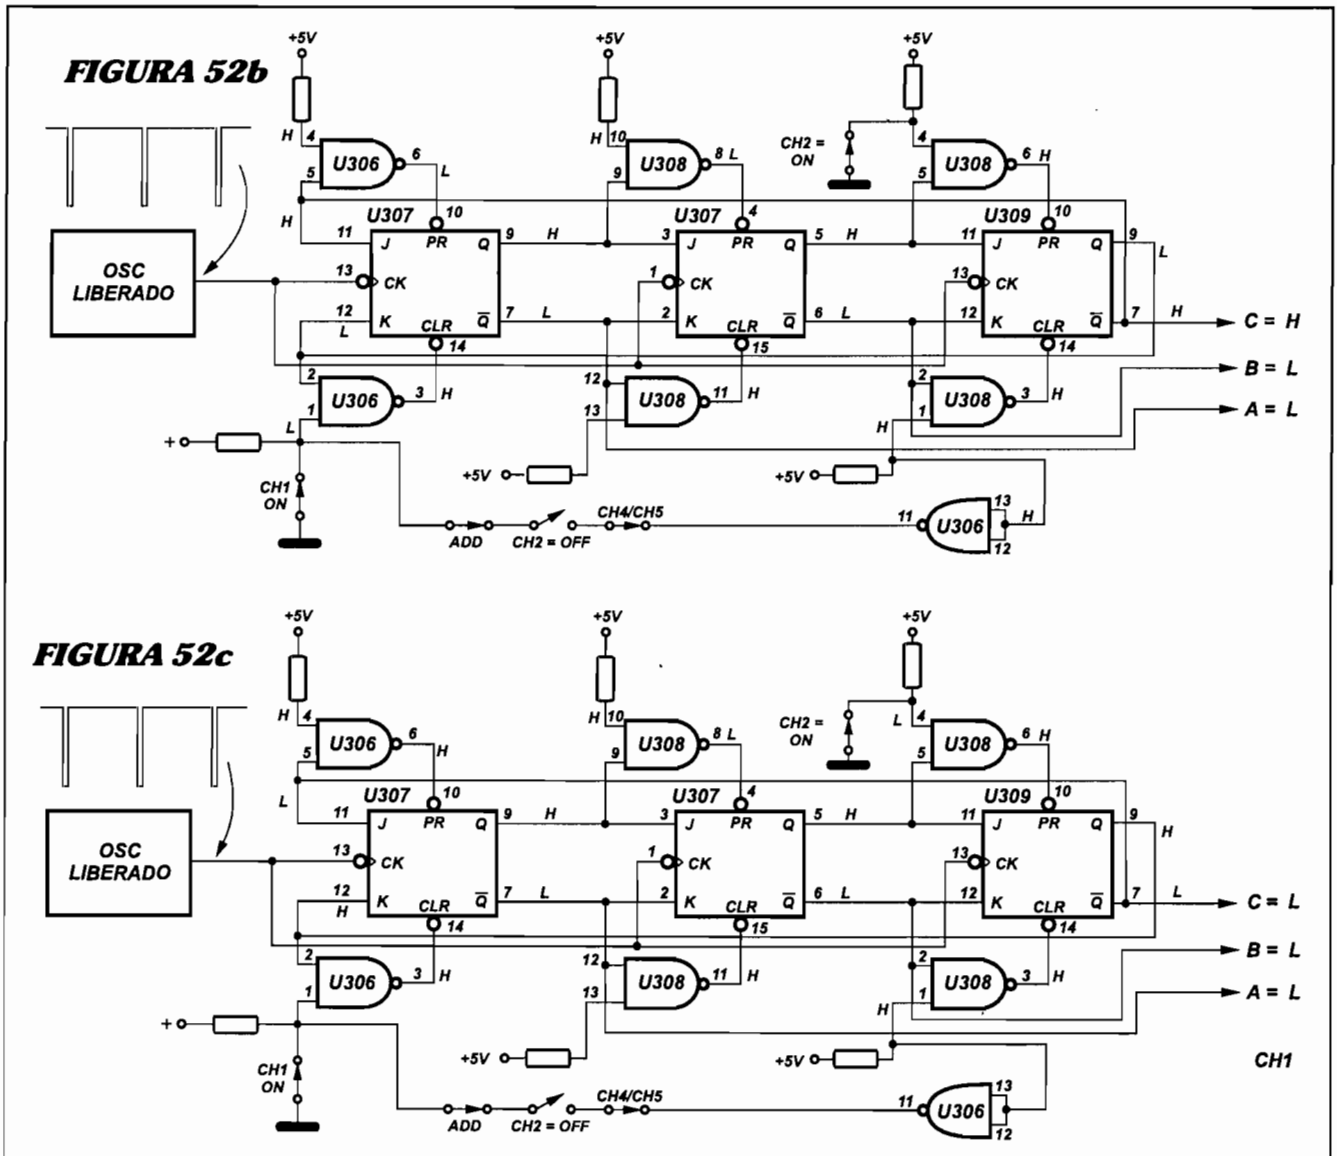 FIGURA 52b
+5V +5V +5V
H 4 U306 6 L
5
H 10 U308 8 L
9
CH2 = ON
4 U308 6 H
5
H
OSC LIBERADO
U307 10
11 J PR Q 9 H
13 CK
12 K CLR Q̅ 7 L
L
14
U307 4
3 J PR Q 5 H
1 CK
2 K CLR Q̅ 6 L
15
U309 10
11 J PR Q 9
L
13 CK
12 K CLR Q̅ 7 H
14
C = H
B = L
A = L
2 U306 3 H
1
L
12 U308 11 H
13
2 U308 3 H
1
H
+
CH1 ON
+5V
+5V
ADD
CH2 = OFF
CH4/CH5
11 U306 13 H
12
FIGURA 52c
+5V +5V +5V
H 4 U306 6 H
5
H 10 U308 8 L
9
CH2 = ON
L 4 U308 6 H
5
L
OSC LIBERADO
U307 10
11 J PR Q 9 H
13 CK
12 K CLR Q̅ 7 L
H
14
U307 4
3 J PR Q 5 H
1 CK
2 K CLR Q̅ 6 L
15
U309 10
11 J PR Q 9
H
13 CK
12 K CLR Q̅ 7 L
14
C = L
B = L
A = L
2 U306 3 H
1
12 U308 11 H
13
2 U308 3 H
1
H
+
CH1 ON
+5V
+5V
CH1
ADD
CH2 = OFF
CH4/CH5
11 U306 13
12